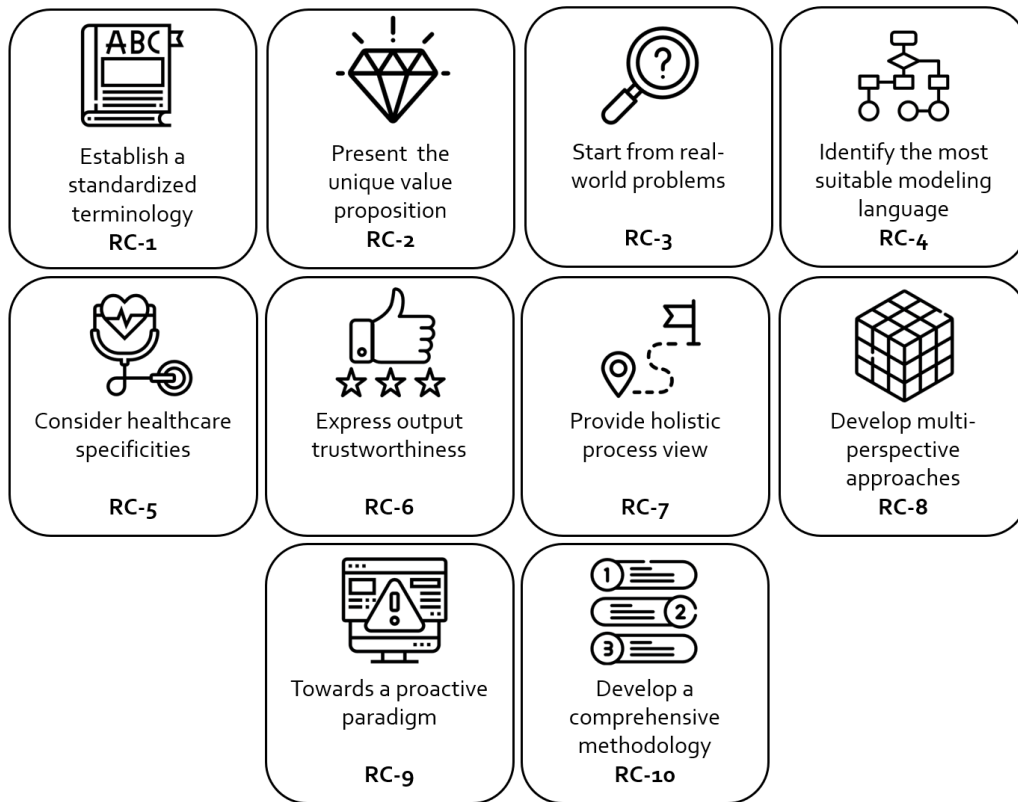 ABC
Establish a
standardized
terminology
RC-1
Present the
unique value
proposition
RC-2
?
Start from real-
world problems
RC-3
Identify the most
suitable modeling
language
RC-4
Consider healthcare
specificities
RC-5
Express output
trustworthiness
RC-6
Provide holistic
process view
RC-7
Develop multi-
perspective
approaches
RC-8
!
Towards a proactive
paradigm
RC-9
1
2
3
Develop a
comprehensive
methodology
RC-10